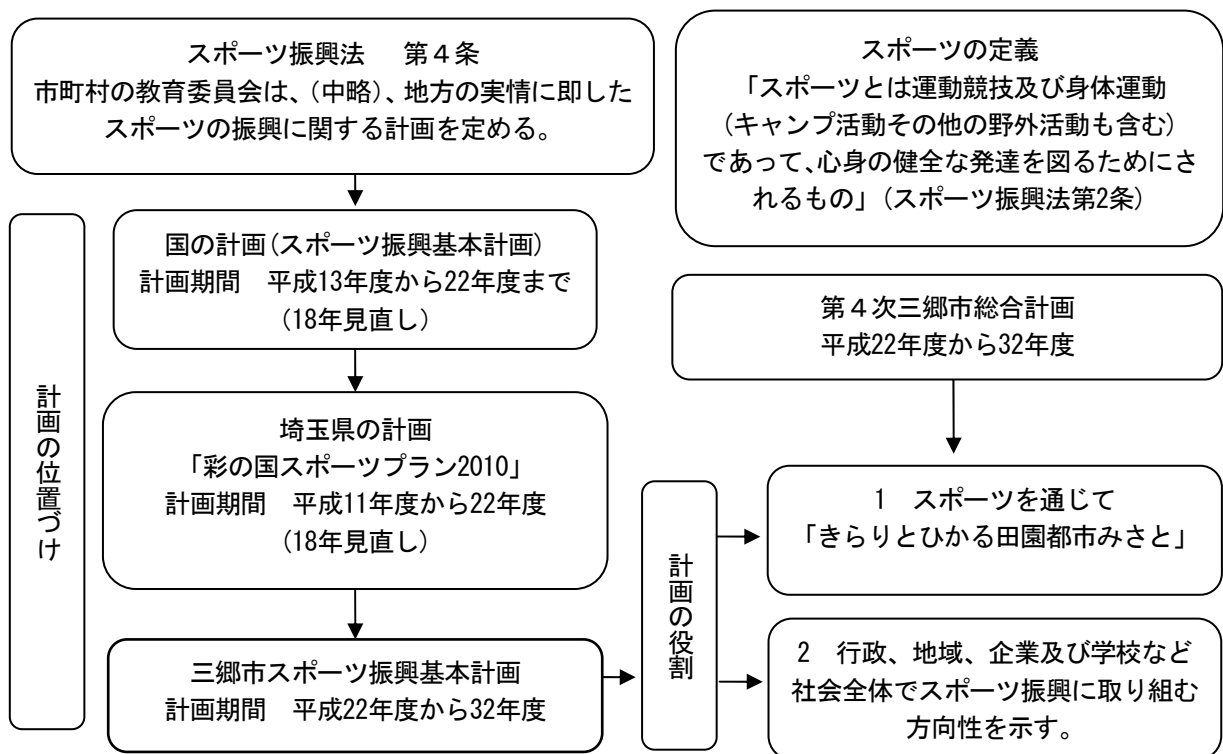 スポーツ振興法　第４条
市町村の教育委員会は、（中略）、地方の実情に即した
スポーツの振興に関する計画を定める。
スポーツの定義
「スポーツとは運動競技及び身体運動
（キャンプ活動その他の野外活動も含む）
であって、心身の健全な発達を図るためにさ
れるもの」（スポーツ振興法第2条）
計画の位置づけ
国の計画（スポーツ振興基本計画）
計画期間　平成13年度から22年度まで
（18年見直し）
第４次三郷市総合計画
平成22年度から32年度
埼玉県の計画
「彩の国スポーツプラン2010」
計画期間　平成11年度から22年度
（18年見直し）
三郷市スポーツ振興基本計画
計画期間　平成22年度から32年度
計画の役割
1　スポーツを通じて
「きらりとひかる田園都市みさと」
2　行政、地域、企業及び学校など
社会全体でスポーツ振興に取り組む
方向性を示す。